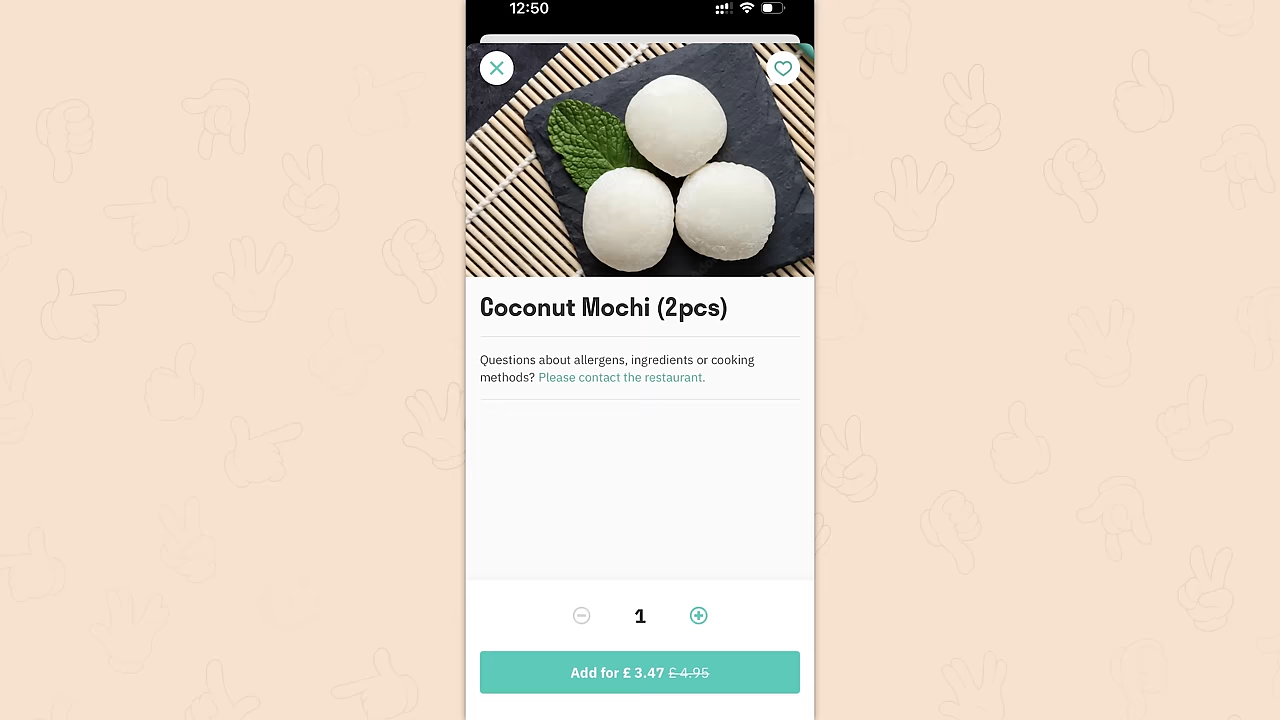 12:50
Coconut Mochi (2pcs)
Questions about allergens, ingredients or cooking
methods? Please contact the restaurant.
1
Add for £ 3.47 £ 4.95